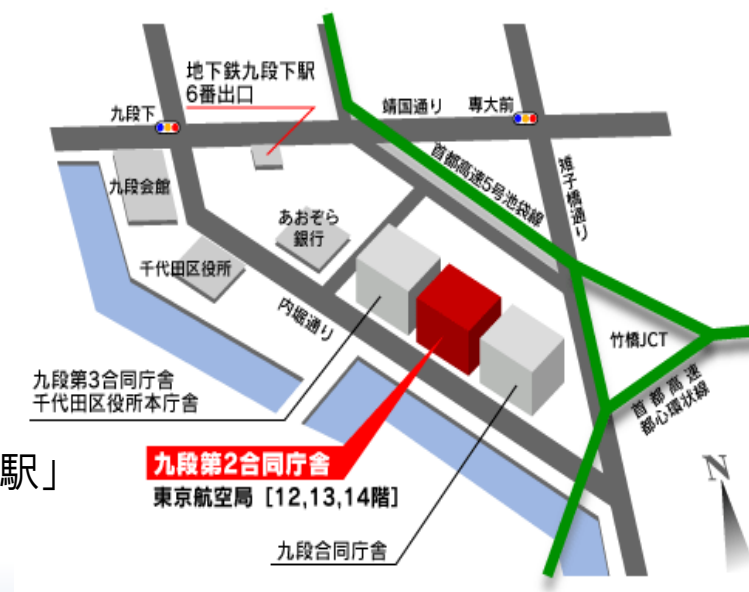 地下鉄九段下駅
6番出口
九段下
靖国通り
専大前
首都高速5号池袋線
雉子橋通り
九段会館
あおぞら
銀行
千代田区役所
内堀通り
竹橋JCT
首都高速
都心環状線
九段第3合同庁舎
千代田区役所本庁舎
駅」
九段第2合同庁舎
東京航空局［12,13,14階］
九段合同庁舎
N